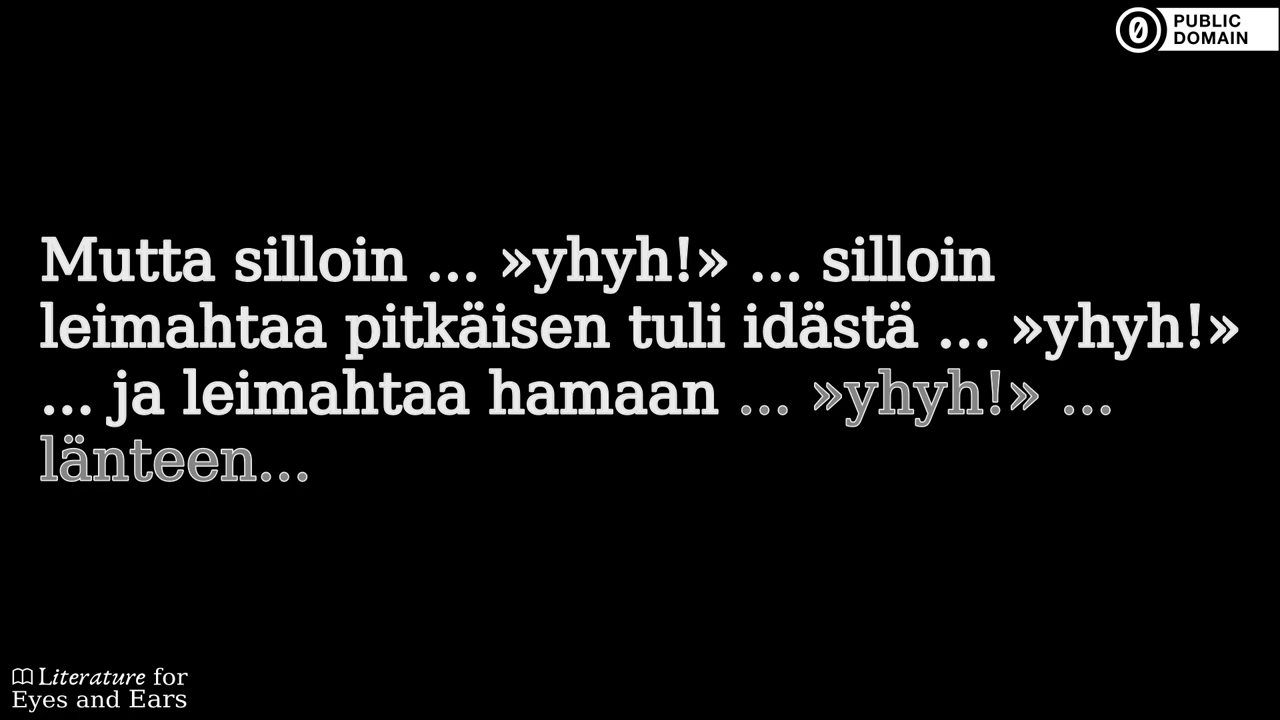 PUBLIC
DOMAIN
Mutta silloin ... »yhyh!» ... silloin
leimahtaa pitkäisen tuli idästä ... »yhyh!»
... ja leimahtaa hamaan ... »yhyh!» ...
länteen...
Literature for
Eyes and Ears